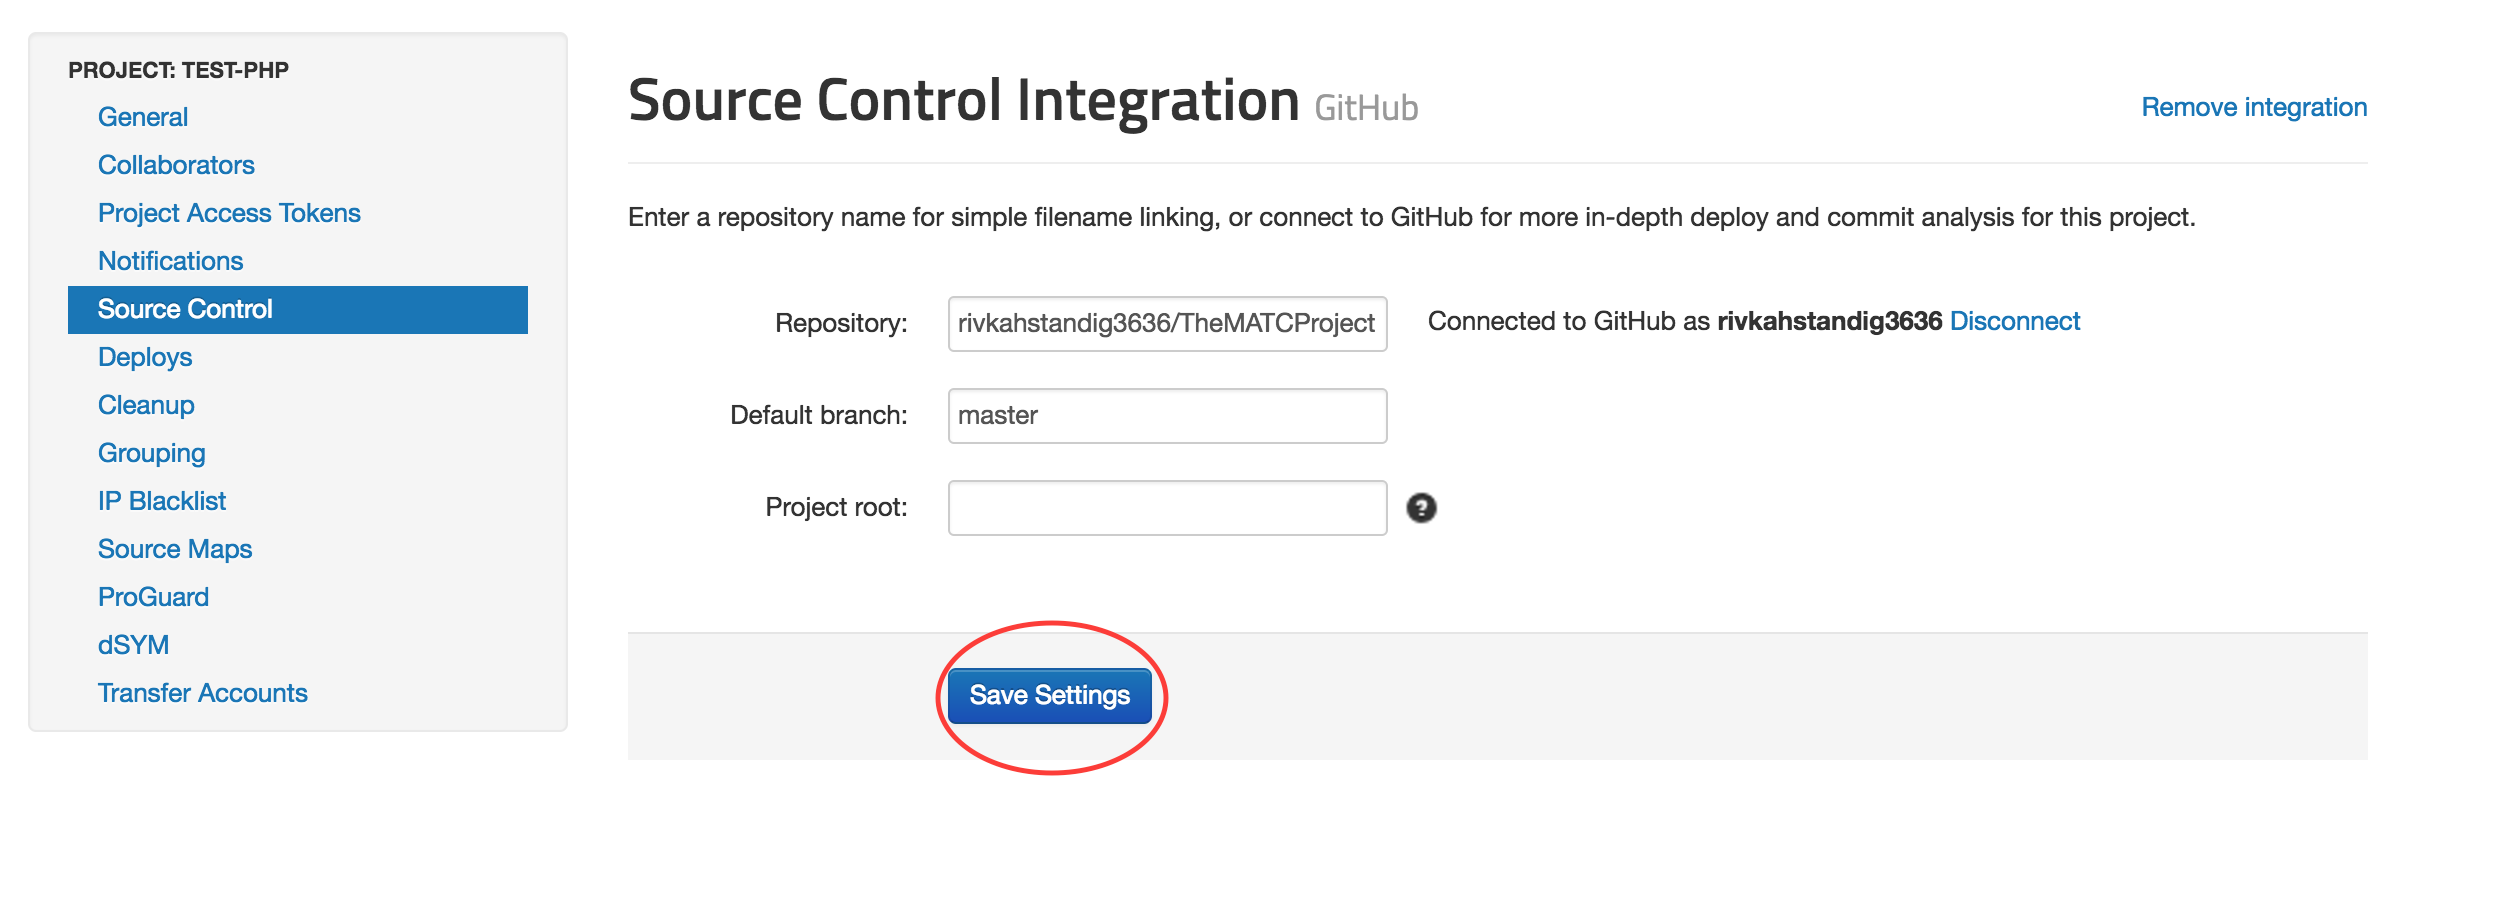 PROJECT: TEST-PHP
General
Collaborators
Project Access Tokens
Notifications
Source Control
Deploys
Cleanup
Grouping
IP Blacklist
Source Maps
ProGuard
dSYM
Transfer Accounts
Source Control Integration GitHub
Remove integration
Enter a repository name for simple filename linking, or connect to GitHub for more in-depth deploy and commit analysis for this project.
Repository: rivkahstandig3636/TheMATCProject Connected to GitHub as rivkahstandig3636 Disconnect
Default branch: master
Project root: ?
Save Settings